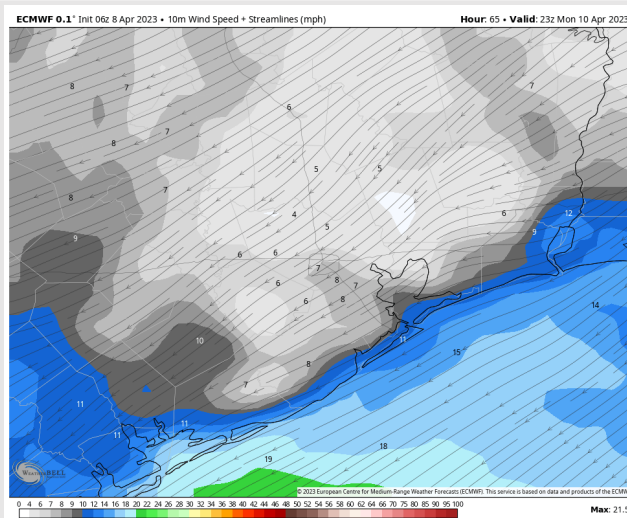 ECMWF 0.1° Init 06z 8 Apr 2023 • 10m Wind Speed + Streamlines (mph) Hour: 65 • Valid: 23z Mon 10 Apr 2023
8 7 7
6
8 7
5 5
8 7
4 6 12
5 9
9
6 6
7 8 7
6 6 8
14
10 11
15
8
7
11
11 11
18
19
WeatherBELL
© 2023 European Centre for Medium-Range Weather Forecasts (ECMWF). This service is based on data and products of the ECMW
0 4 6 7 8 9 10 12 14 16 18 20 22 24 26 28 30 32 34 36 38 40 42 44 46 48 50 52 54 56 58 60 62 64 66 70 75 80 85 90 95 100
Max: 21.5